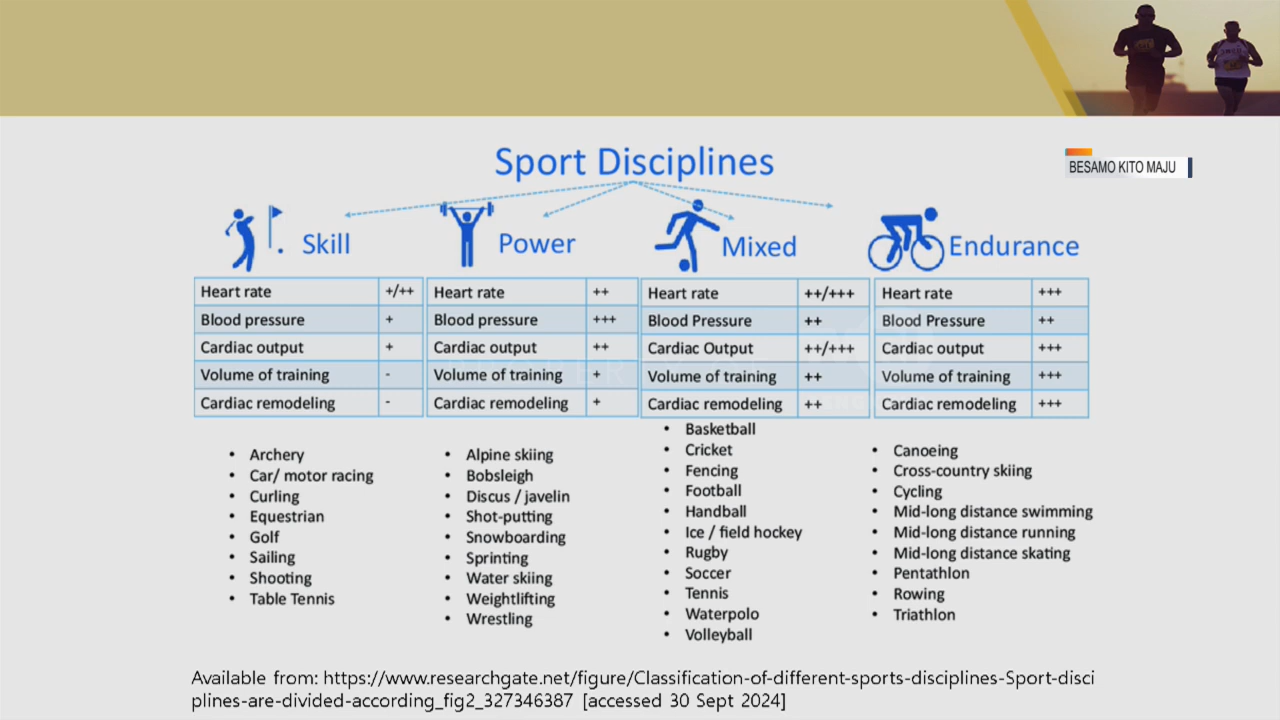 Sport Disciplines
BESAMO KITO MAJU
Skill
Power
Mixed
Endurance
Heart rate +/++
Blood pressure +
Cardiac output +
Volume of training -
Cardiac remodeling -
Heart rate ++
Blood pressure +++
Cardiac output ++
Volume of training +
Cardiac remodeling +
Heart rate ++/+++
Blood Pressure ++
Cardiac Output ++/+++
Volume of training ++
Cardiac remodeling ++
Heart rate +++
Blood Pressure ++
Cardiac output +++
Volume of training +++
Cardiac remodeling +++
• Archery
• Car/ motor racing
• Curling
• Equestrian
• Golf
• Sailing
• Shooting
• Table Tennis
• Alpine skiing
• Bobsleigh
• Discus / javelin
• Shot-putting
• Snowboarding
• Sprinting
• Water skiing
• Weightlifting
• Wrestling
• Basketball
• Cricket
• Fencing
• Football
• Handball
• Ice / field hockey
• Rugby
• Soccer
• Tennis
• Waterpolo
• Volleyball
• Canoeing
• Cross-country skiing
• Cycling
• Mid-long distance swimming
• Mid-long distance running
• Mid-long distance skating
• Pentathlon
• Rowing
• Triathlon
Available from: https://www.researchgate.net/figure/Classification-of-different-sports-disciplines-Sport-disci
plines-are-divided-according_fig2_327346387 [accessed 30 Sept 2024]